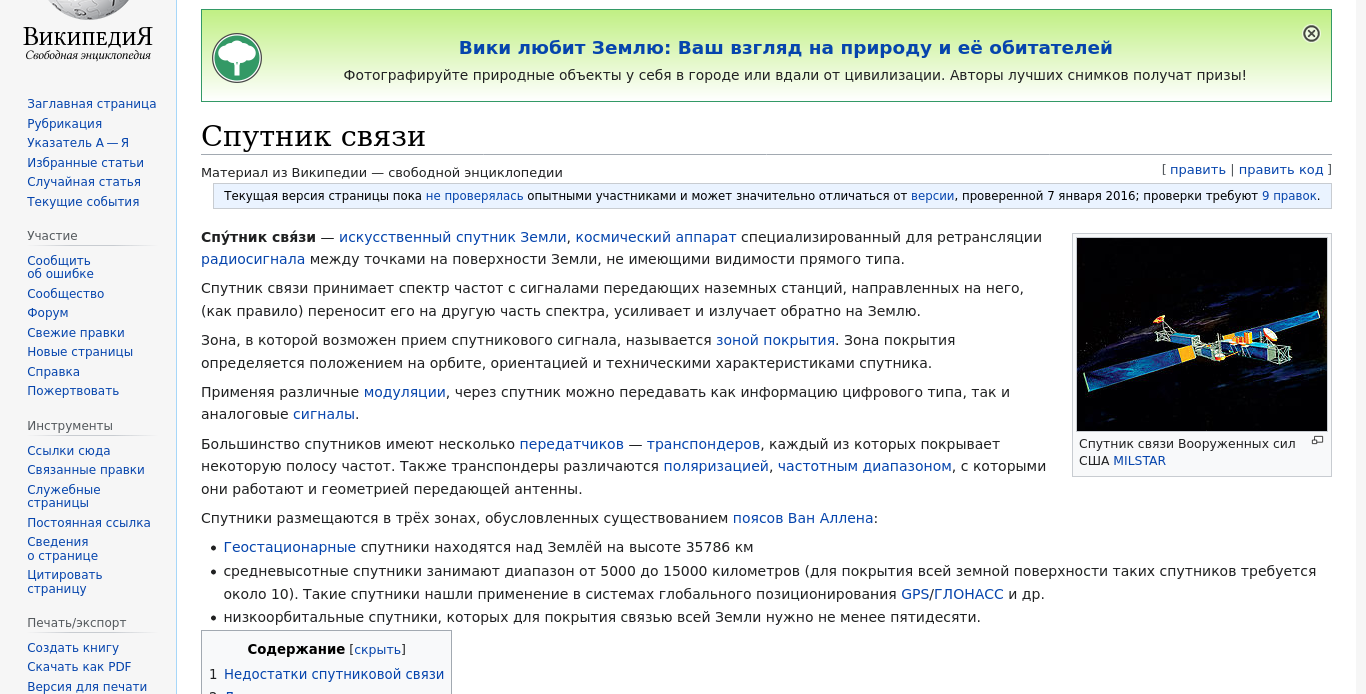 ВикипедиЯ
Свободная энциклопедия
Заглавная страница
Рубрикация
Указатель А — Я
Избранные статьи
Случайная статья
Текущие события
Участие
Сообщить
об ошибке
Сообщество
Форум
Свежие правки
Новые страницы
Справка
Пожертвовать
Инструменты
Ссылки сюда
Связанные правки
Служебные
страницы
Постоянная ссылка
Сведения
о странице
Цитировать
страницу
Печать/экспорт
Создать книгу
Скачать как PDF
Версия для печати
Вики любит Землю: Ваш взгляд на природу и её обитателей
Фотографируйте природные объекты у себя в городе или вдали от цивилизации. Авторы лучших снимков получат призы!
Спутник связи
[ править | править код ]
Материал из Википедии — свободной энциклопедии
Текущая версия страницы пока не проверялась опытными участниками и может значительно отличаться от версии, проверенной 7 января 2016; проверки требуют 9 правок.
Спу́тник свя́зи — искусственный спутник Земли, космический аппарат специализированный для ретрансляции
радиосигнала между точками на поверхности Земли, не имеющими видимости прямого типа.
Спутник связи принимает спектр частот с сигналами передающих наземных станций, направленных на него,
(как правило) переносит его на другую часть спектра, усиливает и излучает обратно на Землю.
Зона, в которой возможен прием спутникового сигнала, называется зоной покрытия. Зона покрытия
определяется положением на орбите, ориентацией и техническими характеристиками спутника.
Применяя различные модуляции, через спутник можно передавать как информацию цифрового типа, так и
аналоговые сигналы.
Большинство спутников имеют несколько передатчиков — транспондеров, каждый из которых покрывает
некоторую полосу частот. Также транспондеры различаются поляризацией, частотным диапазоном, с которыми
они работают и геометрией передающей антенны.
Спутник связи Вооруженных сил
США MILSTAR
Спутники размещаются в трёх зонах, обусловленных существованием поясов Ван Аллена:
• Геостационарные спутники находятся над Землёй на высоте 35786 км
• средневысотные спутники занимают диапазон от 5000 до 15000 километров (для покрытия всей земной поверхности таких спутников требуется
около 10). Такие спутники нашли применение в системах глобального позиционирования GPS/ГЛОНАСС и др.
• низкоорбитальные спутники, которых для покрытия связью всей Земли нужно не менее пятидесяти.
Содержание [скрыть]
1 Недостатки спутниковой связи